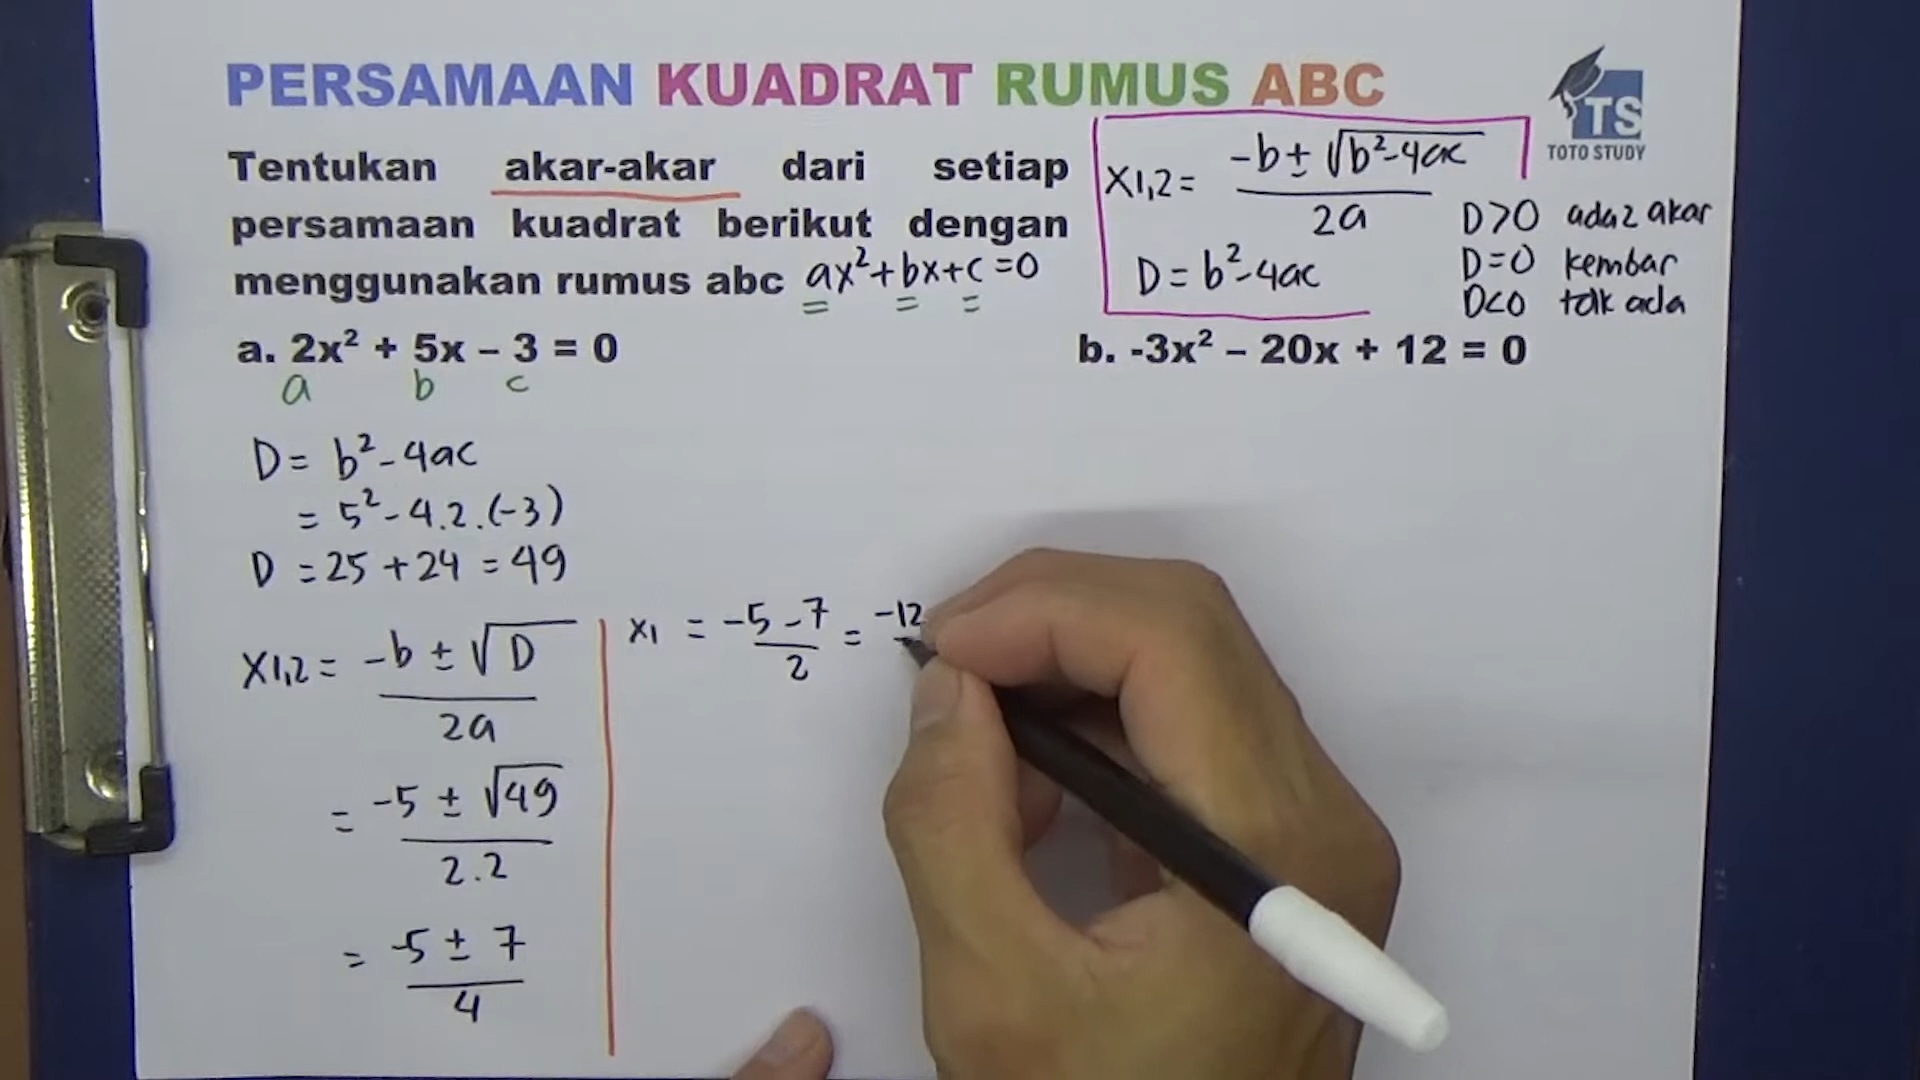 PERSAMAAN KUADRAT RUMUS ABC
TS
TOTO STUDY
Tentukan akar-akar dari setiap
persamaan kuadrat berikut dengan
menggunakan rumus abc ax²+bx+c=0
X1,2 = -b±√b²-4ac
2a
D = b²-4ac
D>0 ada 2 akar
D=0 kembar
D<0 tdk ada
a. 2x² + 5x – 3 = 0
a b c
D = b²-4ac
= 5²-4.2.(-3)
D = 25+24 = 49
X1,2 = -b ± √D
2a
= -5 ± √49
2.2
= -5 ± 7
4
x1 = -5-7 = -12
2
b. -3x² – 20x + 12 = 0